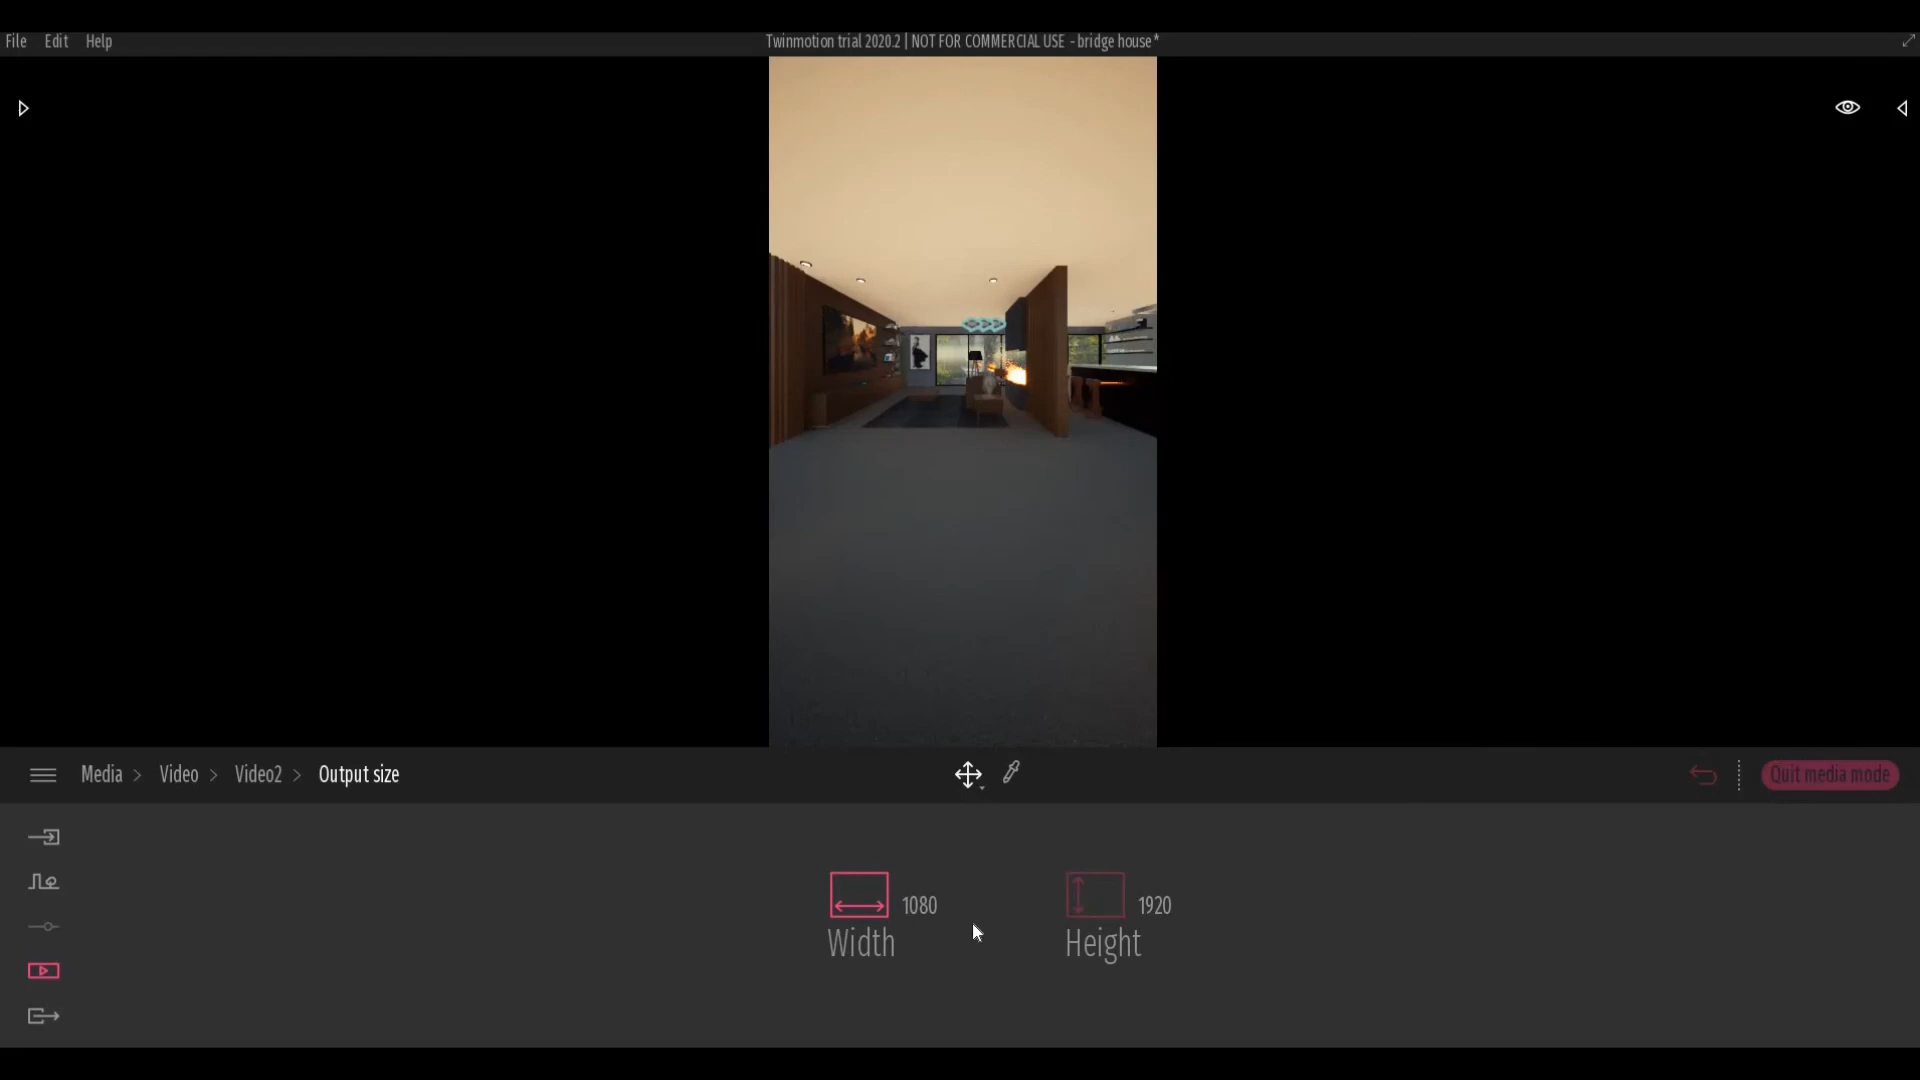 File Edit Help
Twinmotion trial 2020.2 | NOT FOR COMMERCIAL USE - bridge house*
Media > Video > Video2 > Output size
Quit media mode
1080
1920
Width
Height